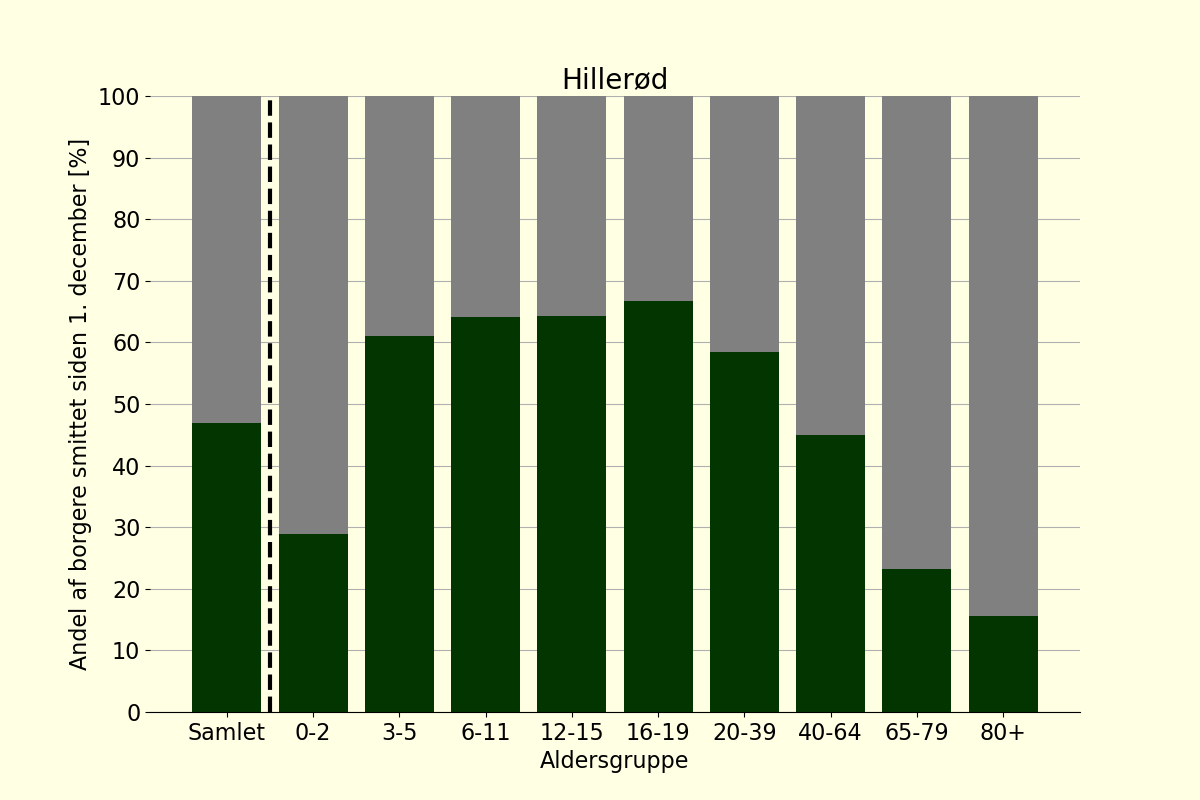 Hillerød
Andel af borgere smittet siden 1. december [%]
100
90
80
70
60
50
40
30
20
10
0
Samlet 0-2 3-5 6-11 12-15 16-19 20-39 40-64 65-79 80+
Aldersgruppe